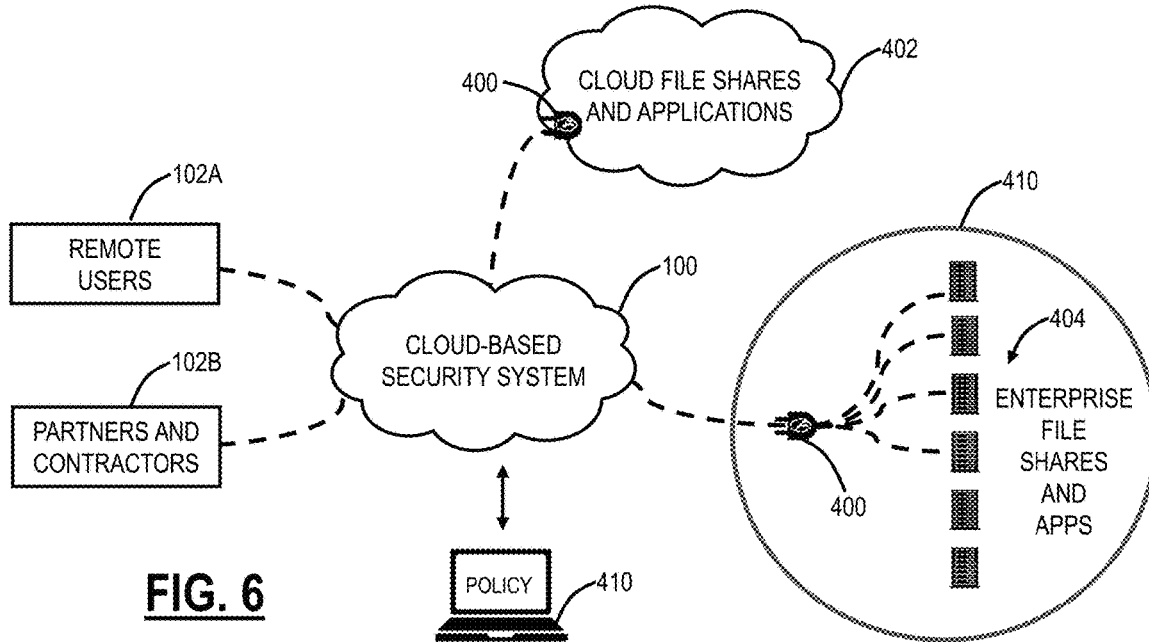 402
400
CLOUD FILE SHARES
AND APPLICATIONS
102A
REMOTE
USERS
410
100
CLOUD-BASED
SECURITY SYSTEM
404
102B
PARTNERS AND
CONTRACTORS
ENTERPRISE
FILE
SHARES
AND
APPS
400
POLICY
410
FIG. 6